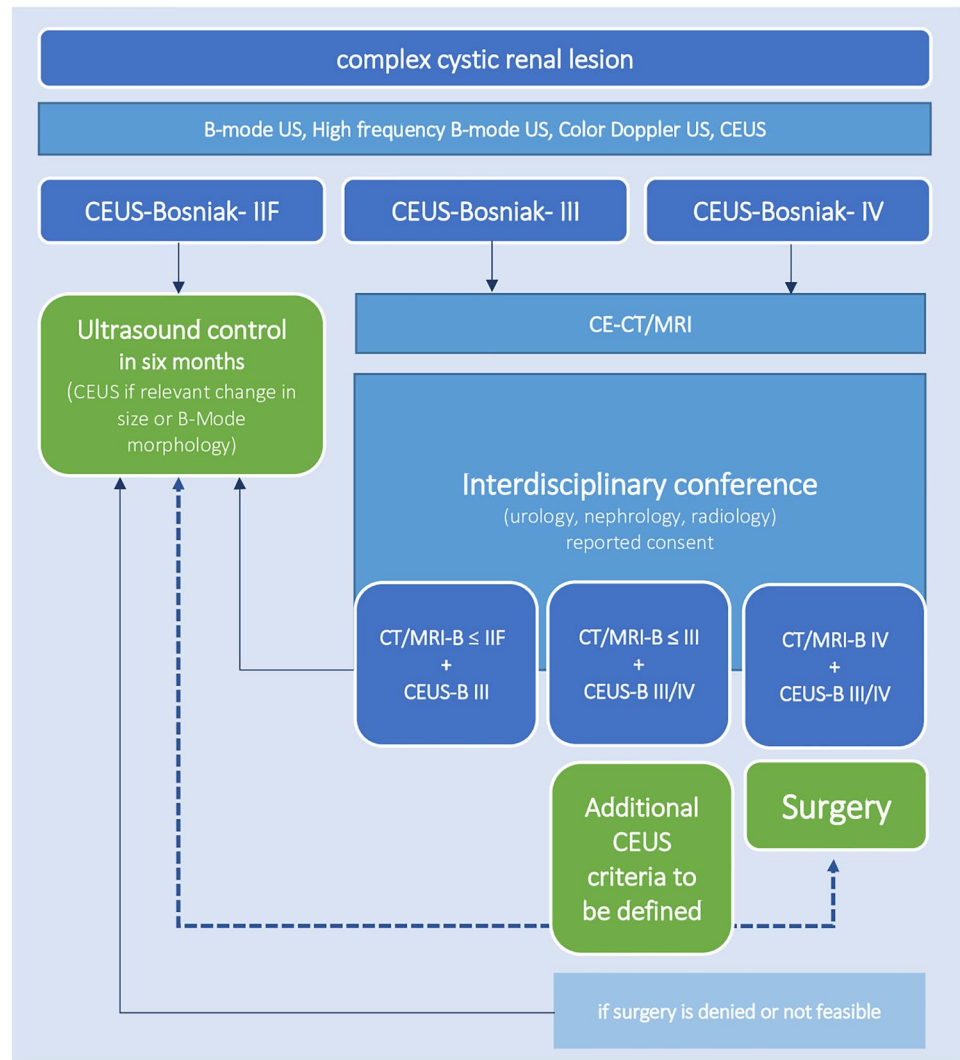 complex cystic renal lesion
B-mode US, High frequency B-mode US, Color Doppler US, CEUS
CEUS-Bosniak- IIF
CEUS-Bosniak- III
CEUS-Bosniak- IV
Ultrasound control
in six months
(CEUS if relevant change in
size or B-Mode
morphology)
CE-CT/MRI
Interdisciplinary conference
(urology, nephrology, radiology)
reported consent
CT/MRI-B ≤ IIF
+
CEUS-B III
CT/MRI-B ≤ III
+
CEUS-B III/IV
CT/MRI-B IV
+
CEUS-B III/IV
Additional
CEUS
criteria to
be defined
Surgery
if surgery is denied or not feasible